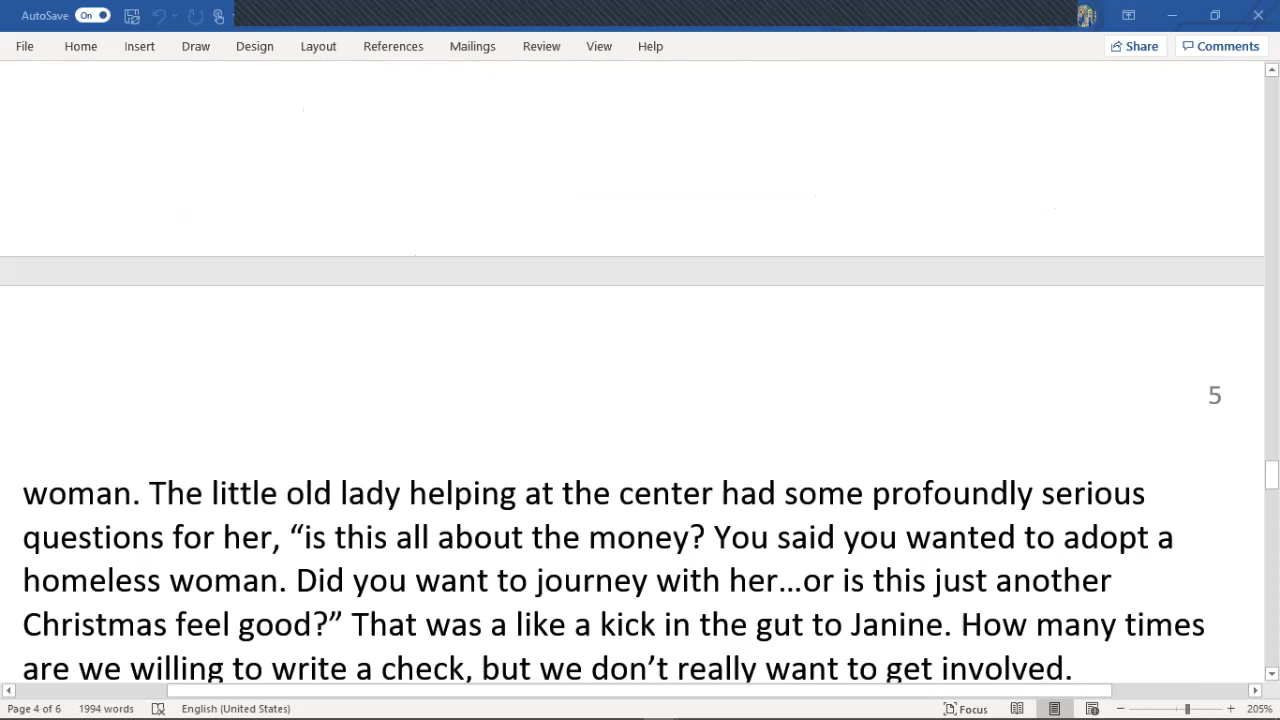 AutoSave On
File Home Insert Draw Design Layout References Mailings Review View Help Share Comments
5
woman. The little old lady helping at the center had some profoundly serious
questions for her, “is this all about the money? You said you wanted to adopt a
homeless woman. Did you want to journey with her…or is this just another
Christmas feel good?” That was a like a kick in the gut to Janine. How many times
are we willing to write a check, but we don’t really want to get involved.
Page 4 of 6 1994 words English (United States) Focus 205%